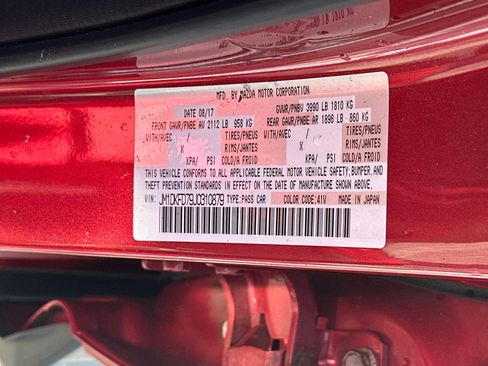 MFD. BY MAZDA MOTOR CORPORATION
DATE 08/17 GVWR/PNBV 3990 LB 1810 KG
FRONT GAWR/PNBE AV 2112 LB 958 KG REAR GAWR/PNBE AR 1896 LB 860 KG
WITH/AVEC / TIRES/PNEUS WITH/AVEC / TIRES/PNEUS
X RIMS/JANTES X RIMS/JANTES
KPA/ PSI COLD/A FROID KPA/ PSI COLD/A FROID
THIS VEHICLE CONFORMS TO ALL APPLICABLE FEDERAL MOTOR VEHICLE SAFETY,BUMPER,AND
THEFT PREVENTION STANDARDS IN EFFECT ON THE DATE OF MANUFACTURE SHOWN ABOVE.
VIN: JM1DKFD79J0310879 TYPE:PASS CAR COLOR CODE:41V MADE IN JAPAN